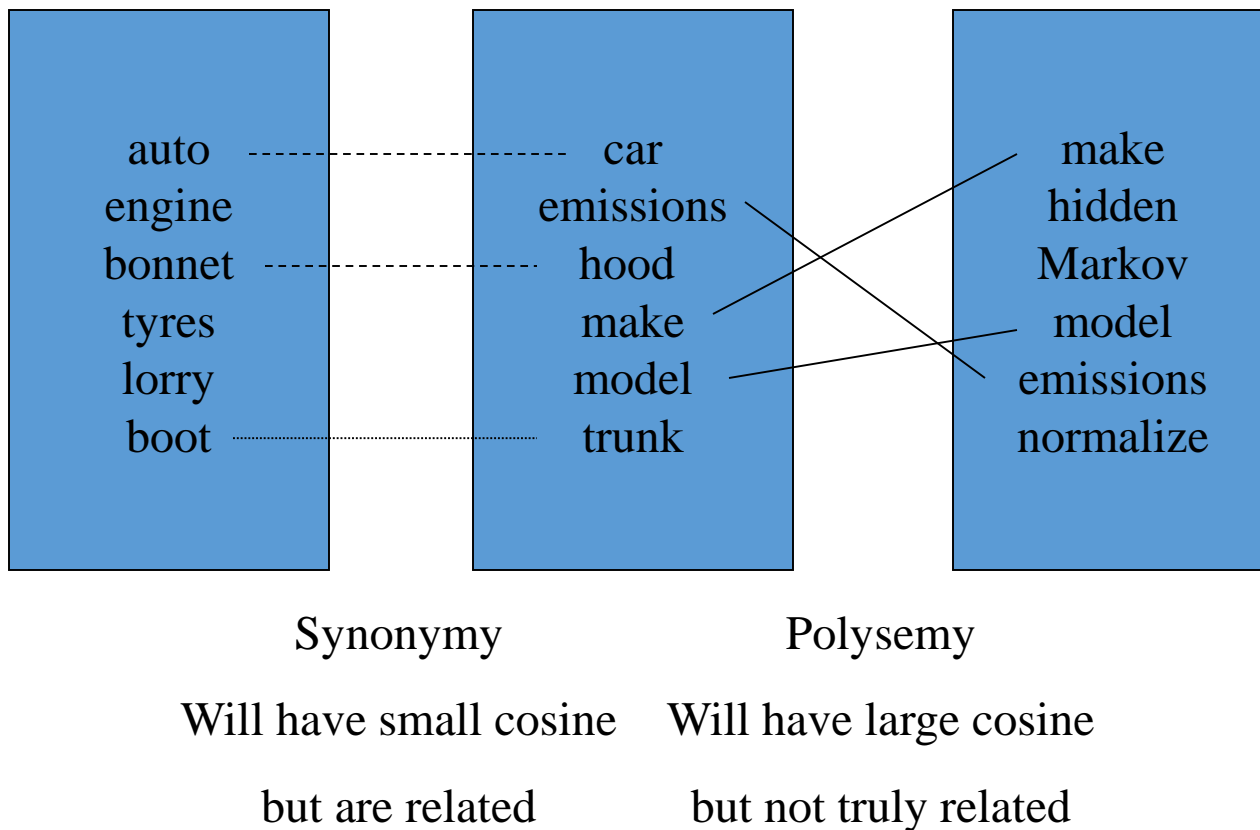 auto
engine
bonnet
tyres
lorry
boot
car
emissions
hood
make
model
trunk
make
hidden
Markov
model
emissions
normalize
Synonymy
Will have small cosine
but are related
Polysemy
Will have large cosine
but not truly related